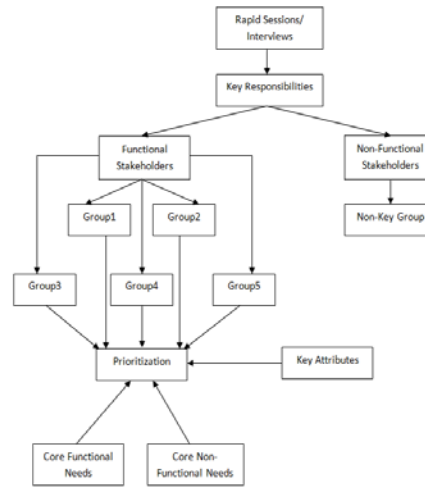 Rapid Sessions/
Interviews
Key Responsibilities
Functional
Stakeholders
Non-Functional
Stakeholders
Group1
Group2
Non-Key Group
Group3
Group4
Group5
Prioritization
Key Attributes
Core Functional
Needs
Core Non-
Functional Needs